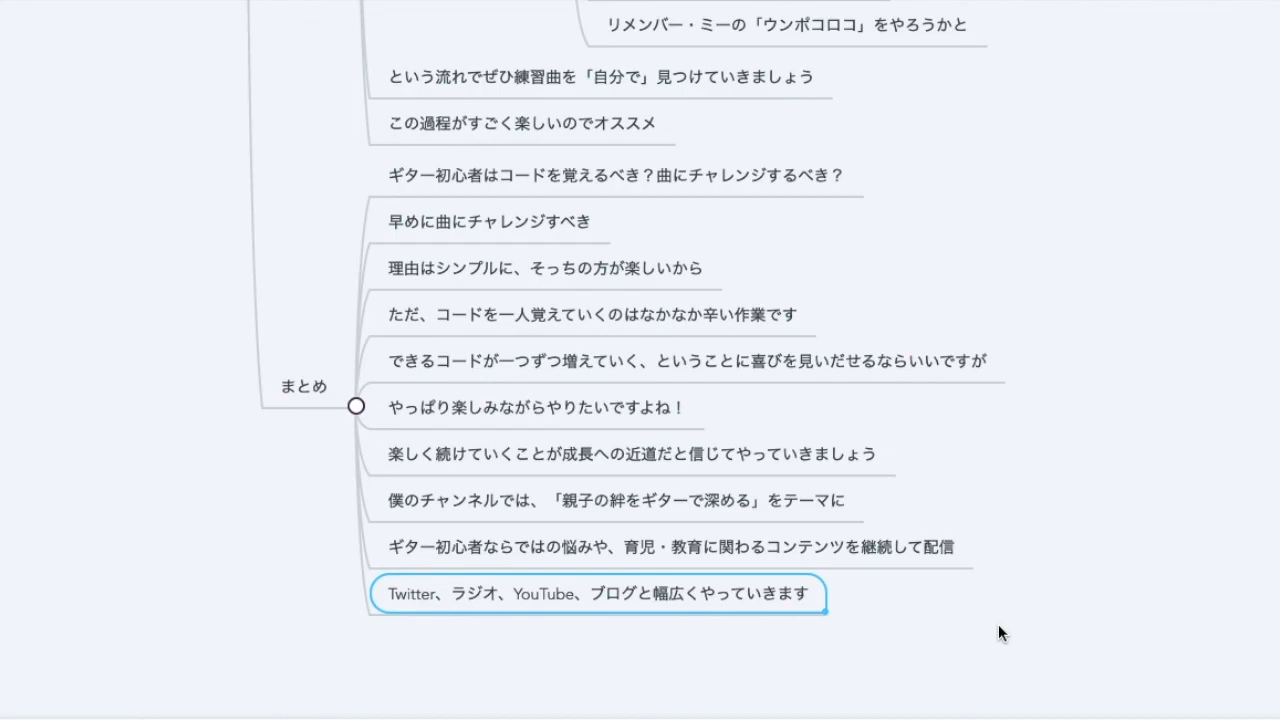 リメンバー・ミーの「ウンポコロコ」をやろうかと
という流れでぜひ練習曲を「自分で」見つけていきましょう
この過程がすごく楽しいのでオススメ
まとめ
ギター初心者はコードを覚えるべき？曲にチャレンジするべき？
早めに曲にチャレンジすべき
理由はシンプルに、そっちの方が楽しいから
ただ、コードを一人覚えていくのはなかなか辛い作業です
できるコードが一つずつ増えていく、ということに喜びを見いだせるならいいですが
やっぱり楽しみながらやりたいですよね！
楽しく続けていくことが成長への近道だと信じてやっていきましょう
僕のチャンネルでは、「親子の絆をギターで深める」をテーマに
ギター初心者ならではの悩みや、育児・教育に関わるコンテンツを継続して配信
Twitter、ラジオ、YouTube、ブログと幅広くやっていきます